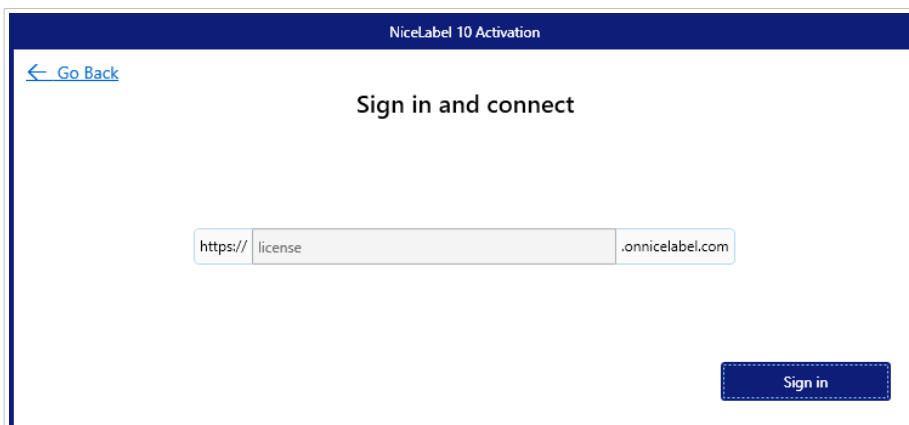 NiceLabel 10 Activation
← Go Back
Sign in and connect
https:// license .onnicelabel.com
Sign in